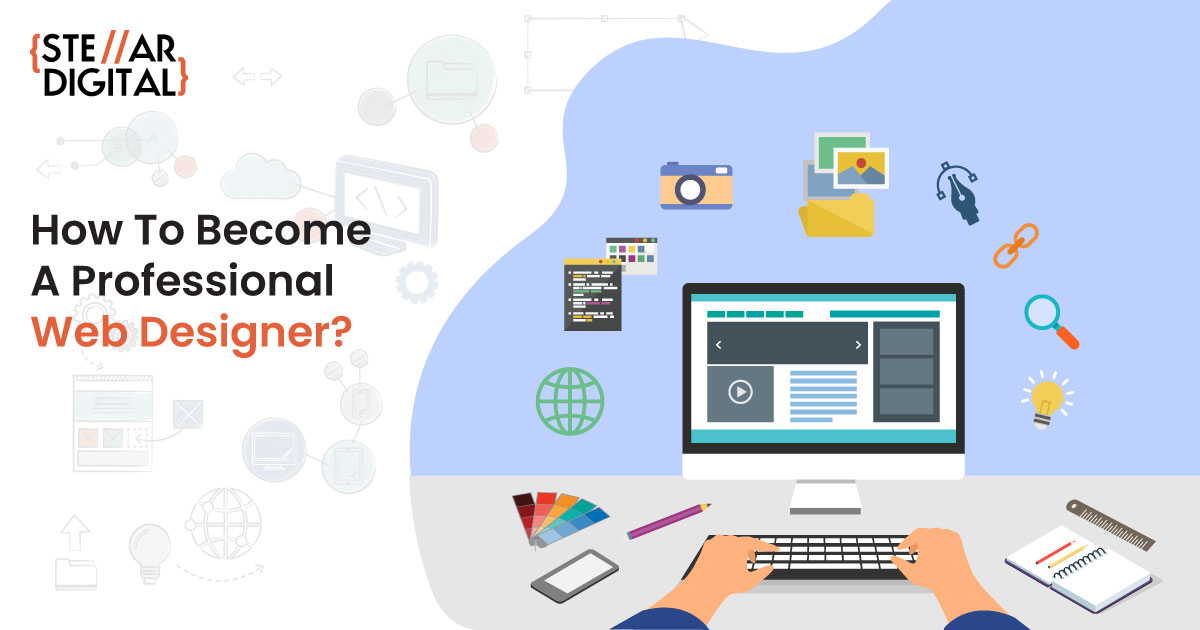 {STE//AR
DIGITAL}
How To Become
A Professional
Web Designer?